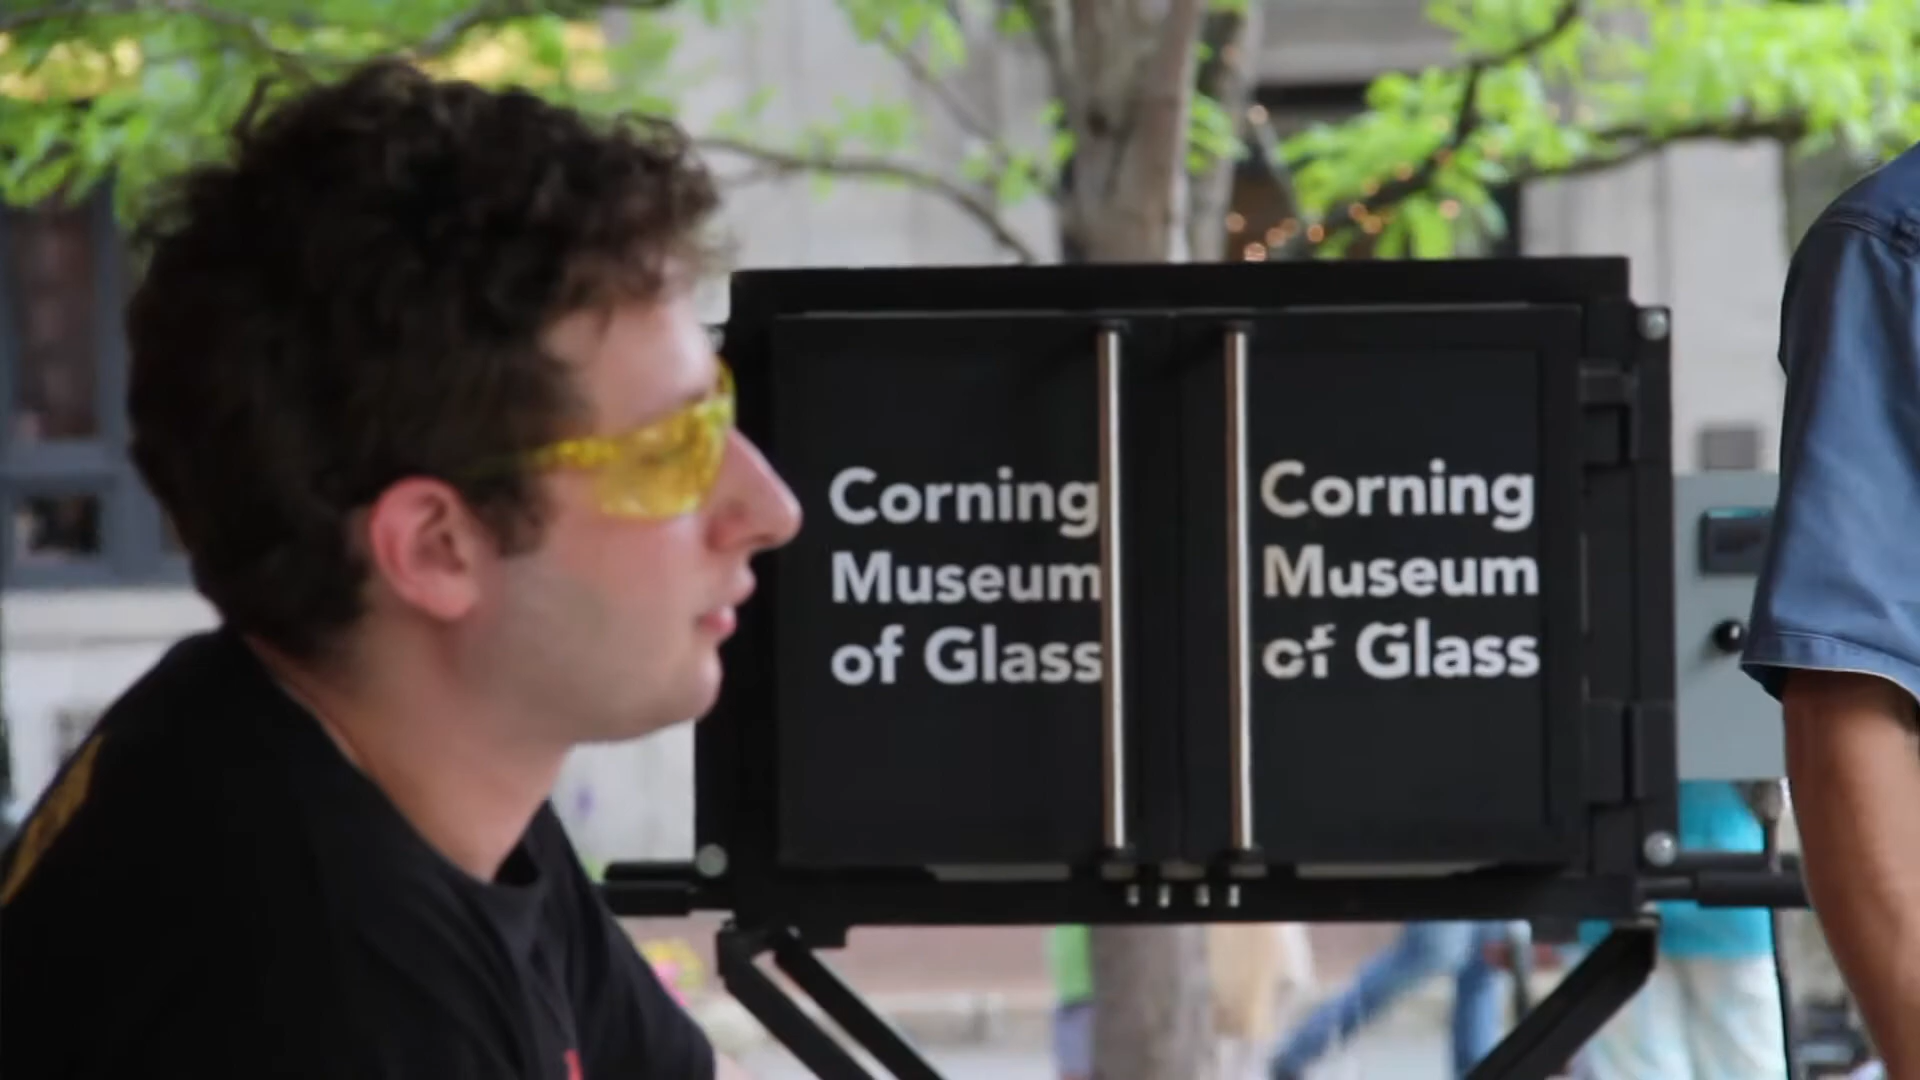 Corning
Museum
of Glass
Corning
Museum
of Glass